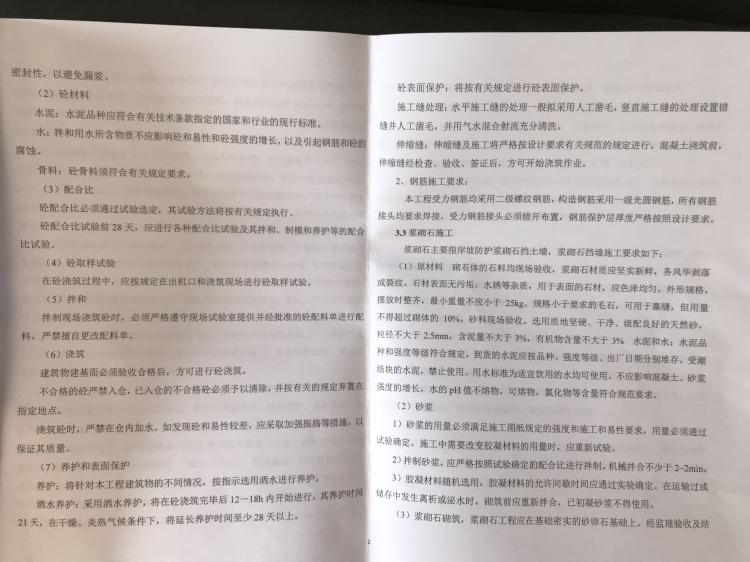 密封性，以避免漏浆。
（2）砼材料
水泥：水泥品种应符合有关技术条款指定的国家和行业的现行标准。
水：拌和用水所含物质不应影响砼和易性和砼强度的增长，以及引起钢筋和砼的
腐蚀。
骨料：砼骨料须符合有关规定要求。
（3）配合比
砼配合比必须通过试验选定，其试验方法将按有关规定执行。
砼配合比试验前 28 天，应进行各种配合比试验及其拌和、制模和养护等的配合
比试验。
（4）砼取样试验
在砼浇筑过程中，应按规定在出机口和浇筑现场进行砼取样试验。
（5）拌和
拌制现场浇筑砼时，必须严格遵守现场试验室提供并经批准的砼配料单进行配
料，严禁擅自更改配料单。
（6）浇筑
建筑物建基面必须验收合格后，方可进行砼浇筑。
不合格的砼严禁入仓，已入仓的不合格砼必须予以清除，并按有关的规定弃置在
指定地点。
浇筑砼时，严禁在仓内加水。如发现砼和易性较差，应采取加强振捣等措施，以
保证其质量。
（7）养护和表面保护
养护：将针对本工程建筑物的不同情况，按指示选用洒水进行养护。
洒水养护：采用洒水养护，将在砼浇筑完毕后 12－18h 内开始进行，其养护时间
21 天，在干燥、炎热气候条件下，将延长养护时间至少 28 天以上。
砼表面保护：将按有关规定进行砼表面保护。
施工缝处理：水平施工缝的处理一般拟采用人工凿毛，竖直施工缝的处理设置错
缝并人工凿毛，并用气水混合射流充分清洗。
伸缩缝：伸缩缝及施工将严格按设计要求有关规范的规定进行。混凝土浇筑前，
伸缩缝经检查、验收、签证后，方可开始浇筑作业。
2、钢筋施工要求：
本工程受力钢筋均采用二级螺纹钢筋，构造钢筋采用一级光圆钢筋，所有钢筋
接头均要求焊接，受力钢筋接头必须错开布置，钢筋保护层厚度严格按照设计要求。
3.3 浆砌石施工
浆砌石主要指岸坡防护浆砌石挡土墙，浆砌石挡墙施工要求如下：
（1）原材料 砌石体的石料均现场验收，浆砌石材质应坚实新鲜，务风华剥落
或裂纹。石材表面无污垢，水锈等杂质，用于表面的石材，应色泽均匀。外形规格，
摆放时整齐，最小重量不应小于 25kg。规格小于要求的毛石，可用于塞缝，但用量
不得超过砌体的 10%。砂料现场验收，选用质地坚硬、干净、级配良好的天然砂，
粒径不大于 2.5mm，含泥量不大于 3%，有机物含量不大于 3% 水泥和水：水泥品
种和强度等级符合规定，到货的水泥应按品种、强度等级、出厂日期分别堆存，受潮
结块的水泥，禁止使用。用水标准为适宜饮用的水均可使用，不应影响混凝土、砂浆
强度的增长，水的 pH 值不熔物，可熔物，氯化物等含量符合规范要求。
（2）砂浆
1）砂浆的用量必须满足施工图纸规定的强度和施工和易性要求，用量必须通过
试验确定。施工中需要改变胶凝材料的用量时，应重新试验。
2）拌制砂浆，应严格按照试验确定的配合比进行拌制。机械拌合不少于 2~2min。
3）胶凝材料随机选用，胶凝材料的允许间歇时间应通过实验确定。在运输过或
储存中发生离析或泌水时，砌筑前应重新拌合，已初凝砂浆不得使用。
（3）浆砌石砌筑，浆砌石工程应在基础密实的砂卵石基础上，经监理验收及结